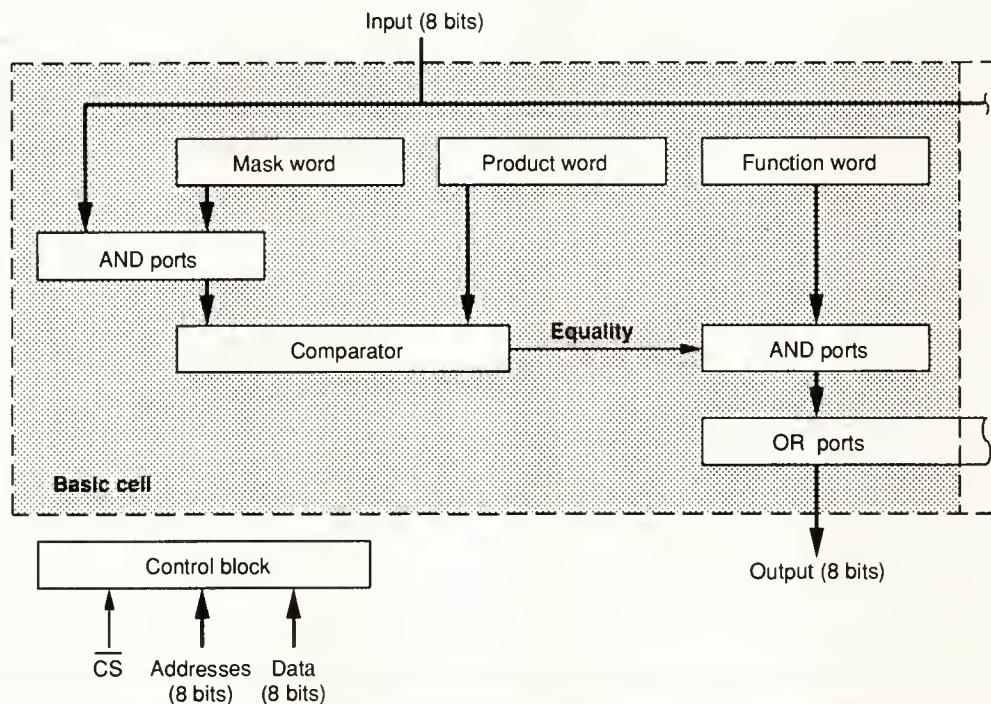 Input (8 bits)
Mask word
Product word
Function word
AND ports
Comparator
Equality
AND ports
OR ports
Basic cell
Control block
Output (8 bits)
CS
Addresses
(8 bits)
Data
(8 bits)